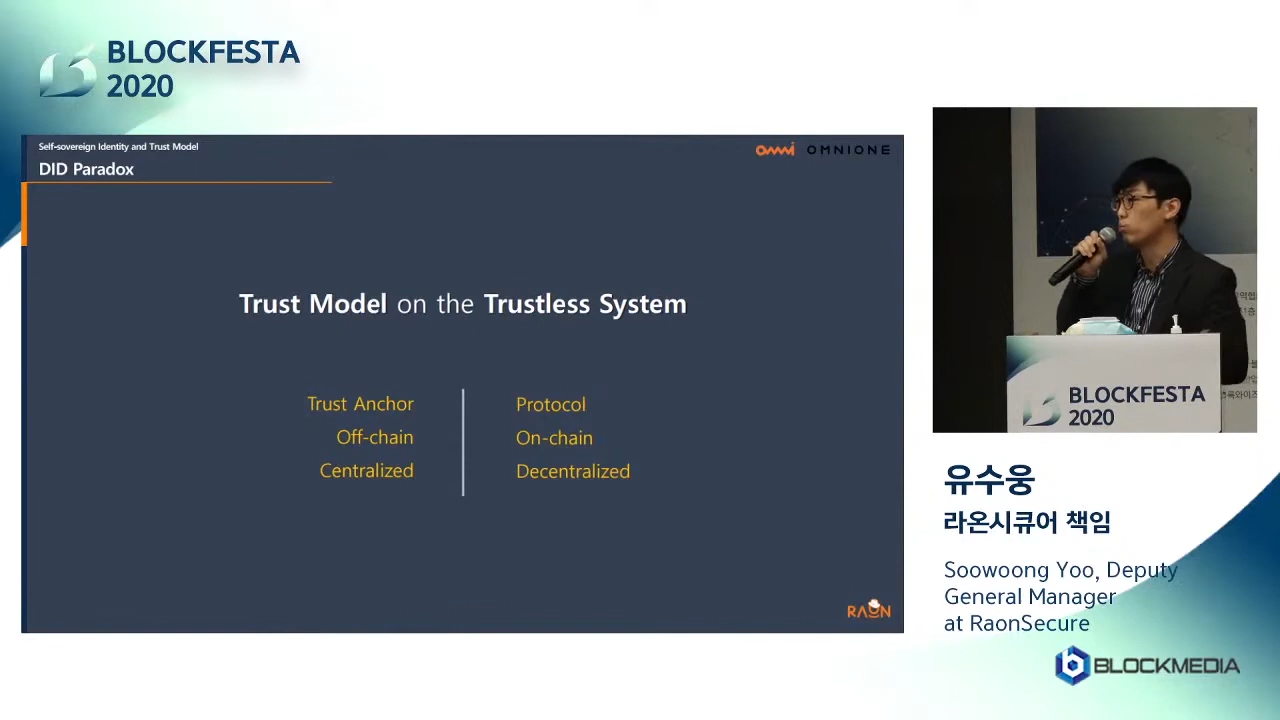 BLOCKFESTA
2020
Self-sovereign Identity and Trust Model
DID Paradox
OMNI OMNIONE
Trust Model on the Trustless System
Trust Anchor
Off-chain
Centralized
Protocol
On-chain
Decentralized
RAON
BLOCKFESTA
2020
유수웅
라온시큐어 책임
Soowoong Yoo, Deputy
General Manager
at RaonSecure
BLOCKMEDIA